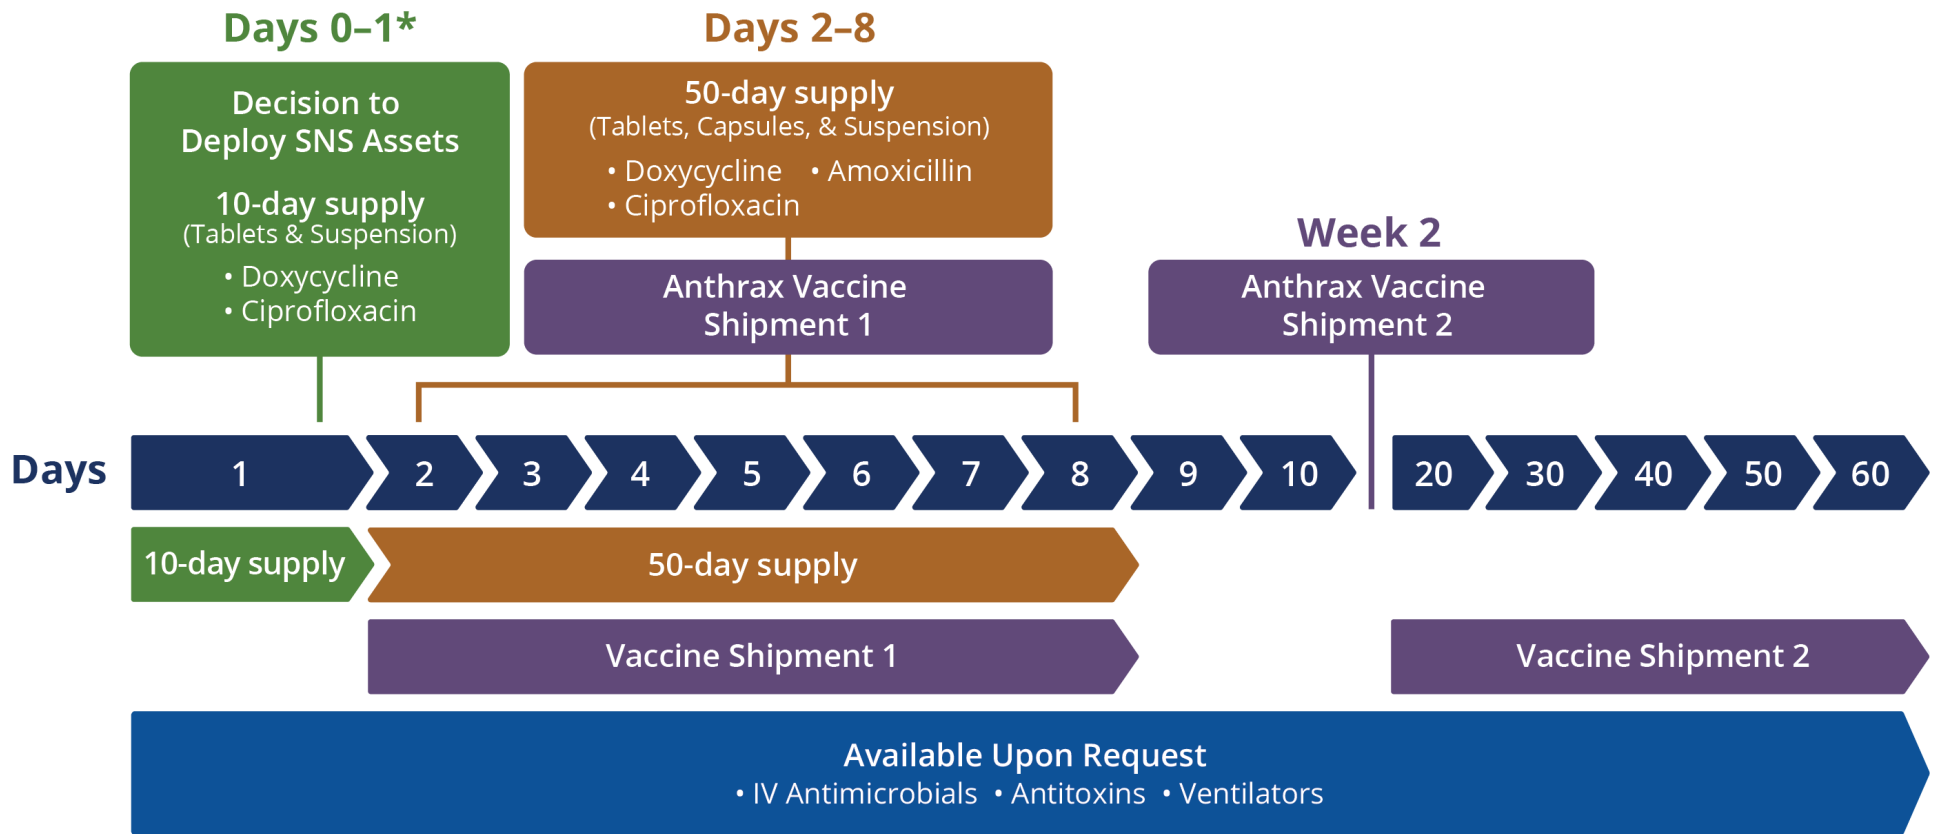 Days 0–1*
Decision to
Deploy SNS Assets
10-day supply
(Tablets & Suspension)
• Doxycycline
• Ciprofloxacin
Days 2–8
50-day supply
(Tablets, Capsules, & Suspension)
• Doxycycline • Amoxicillin
• Ciprofloxacin
Anthrax Vaccine
Shipment 1
Week 2
Anthrax Vaccine
Shipment 2
Days 1 2 3 4 5 6 7 8 9 10 20 30 40 50 60
10-day supply 50-day supply
Vaccine Shipment 1 Vaccine Shipment 2
Available Upon Request
• IV Antimicrobials • Antitoxins • Ventilators